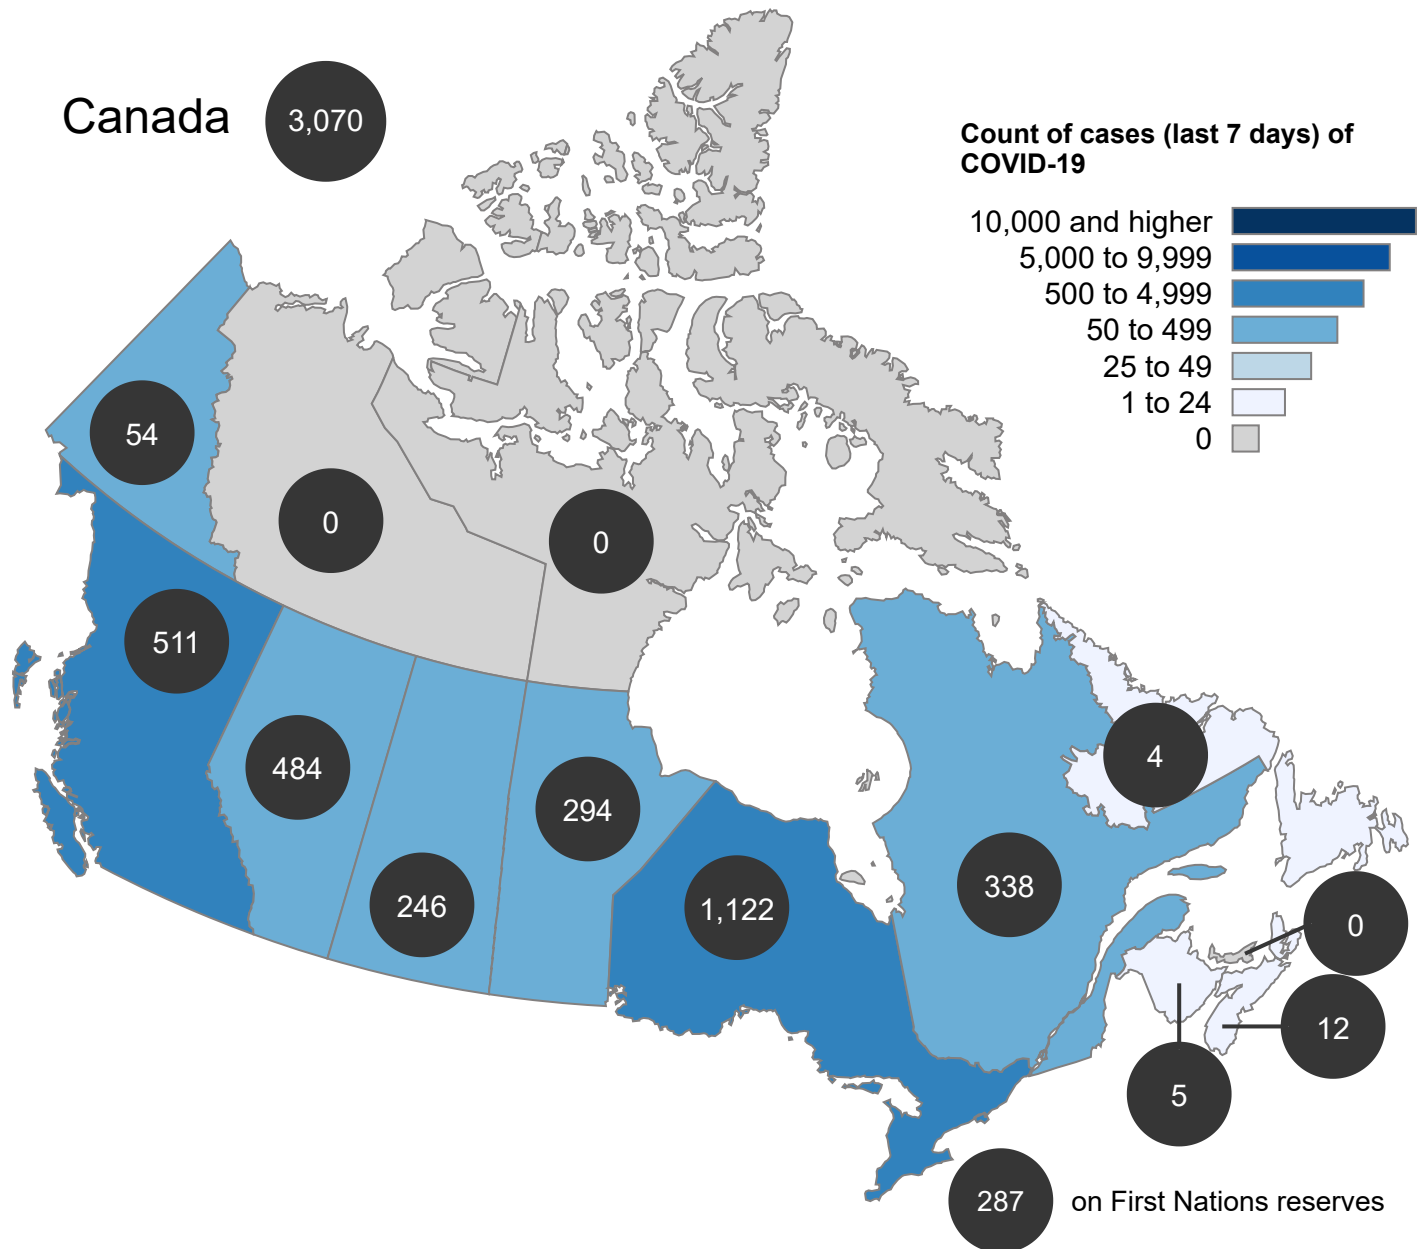 Canada
3,070
Count of cases (last 7 days) of
COVID-19
10,000 and higher
5,000 to 9,999
500 to 4,999
50 to 499
25 to 49
1 to 24
0
54
0
0
511
484
294
246
1,122
338
4
0
12
5
287 on First Nations reserves